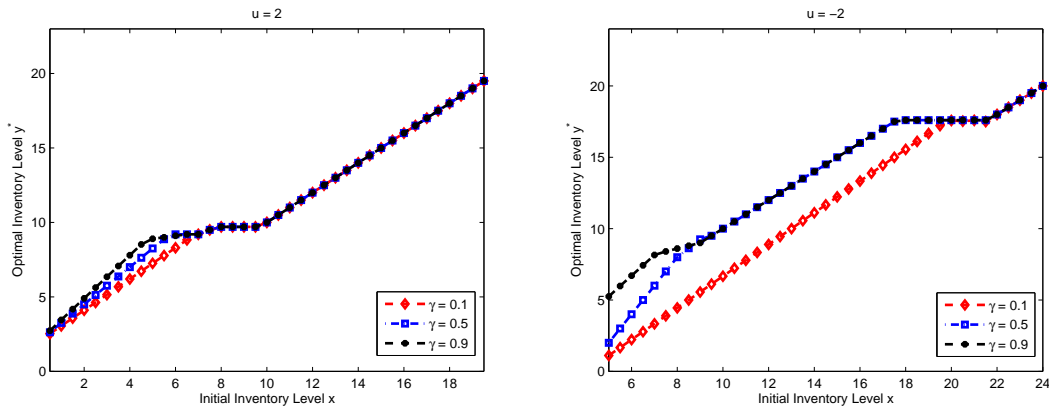 u = 2
Optimal Inventory Level y*
20
15
10
5
0
2 4 6 8 10 12 14 16 18
Initial Inventory Level x
γ = 0.1
γ = 0.5
γ = 0.9
u = −2
Optimal Inventory Level y*
20
15
10
5
0
6 8 10 12 14 16 18 20 22 24
Initial Inventory Level x
γ = 0.1
γ = 0.5
γ = 0.9